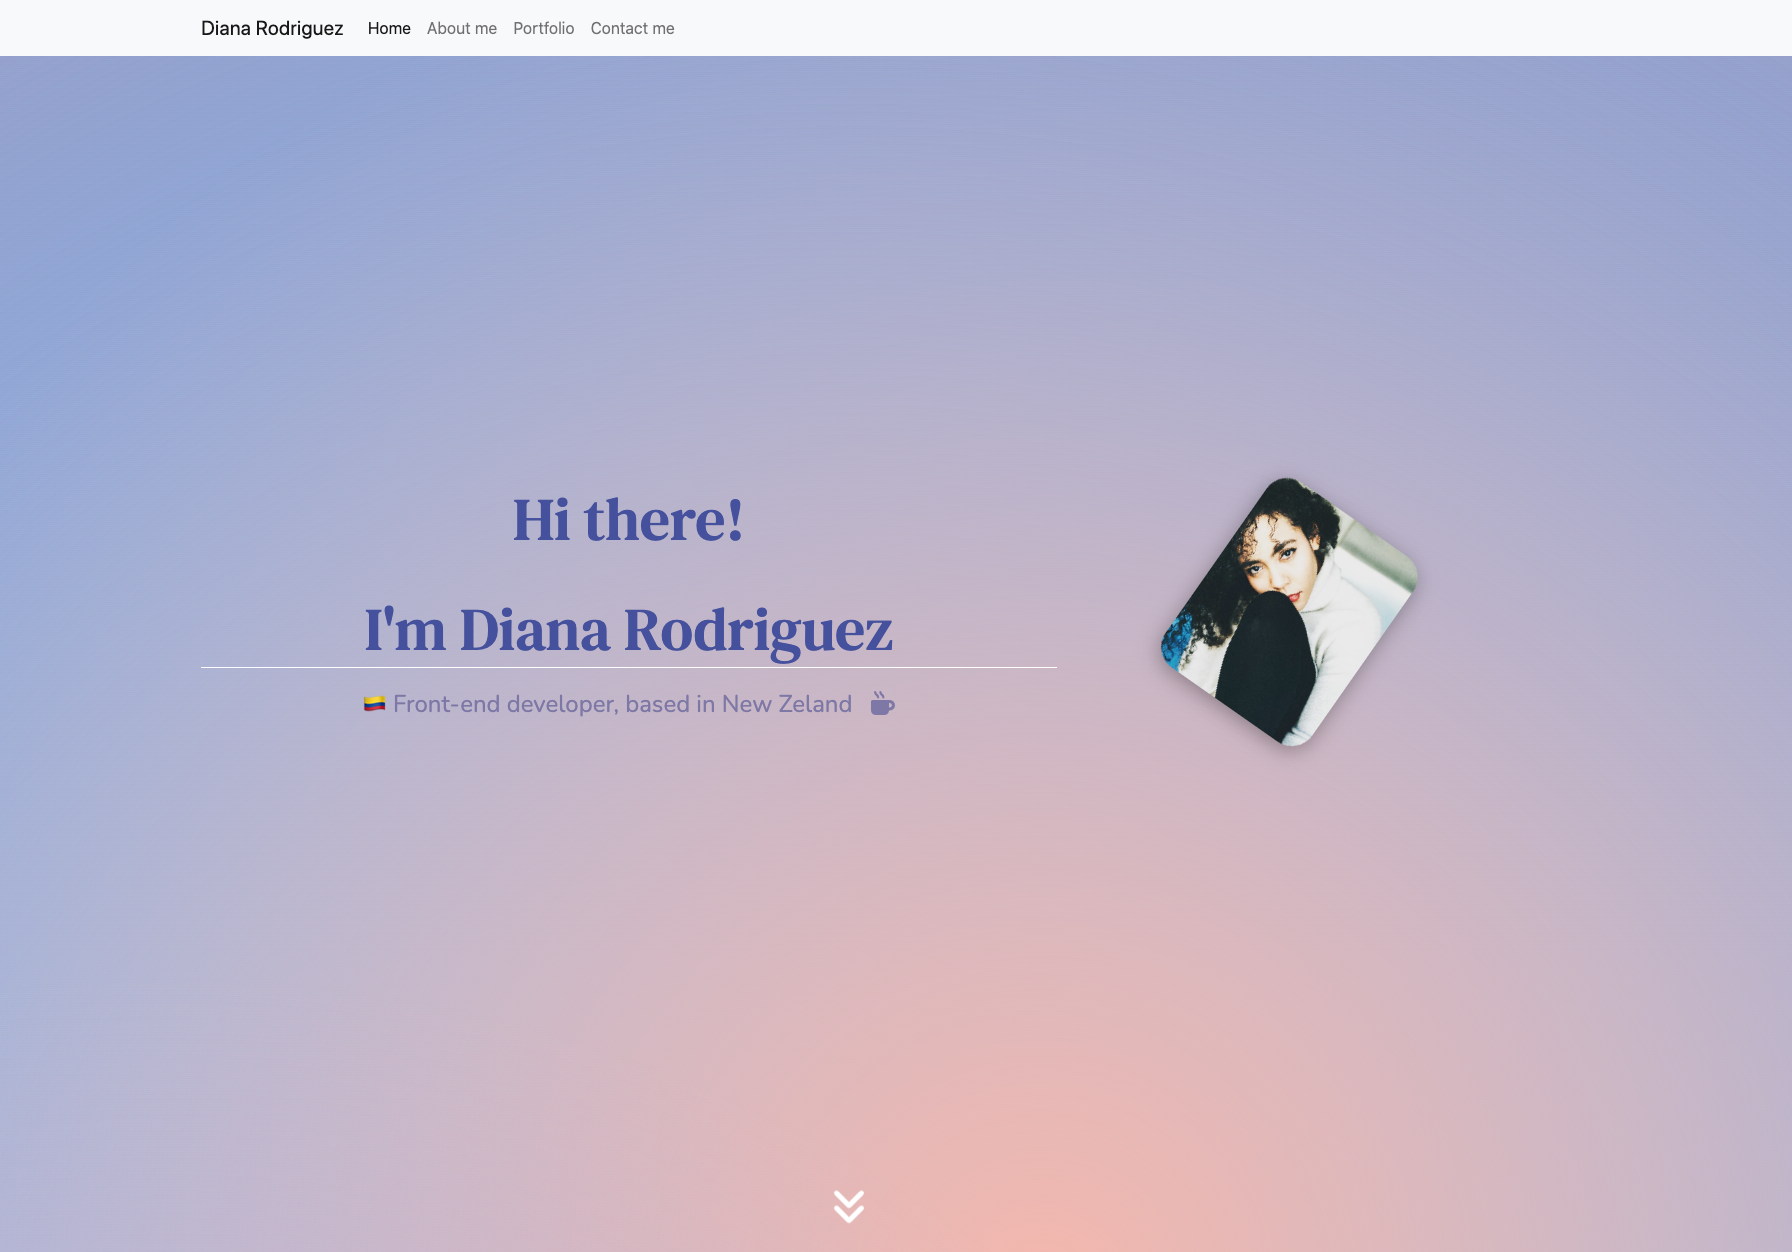 Diana Rodriguez Home About me Portfolio Contact me
Hi there!
I'm Diana Rodriguez
🇨🇴 Front-end developer, based in New Zeland